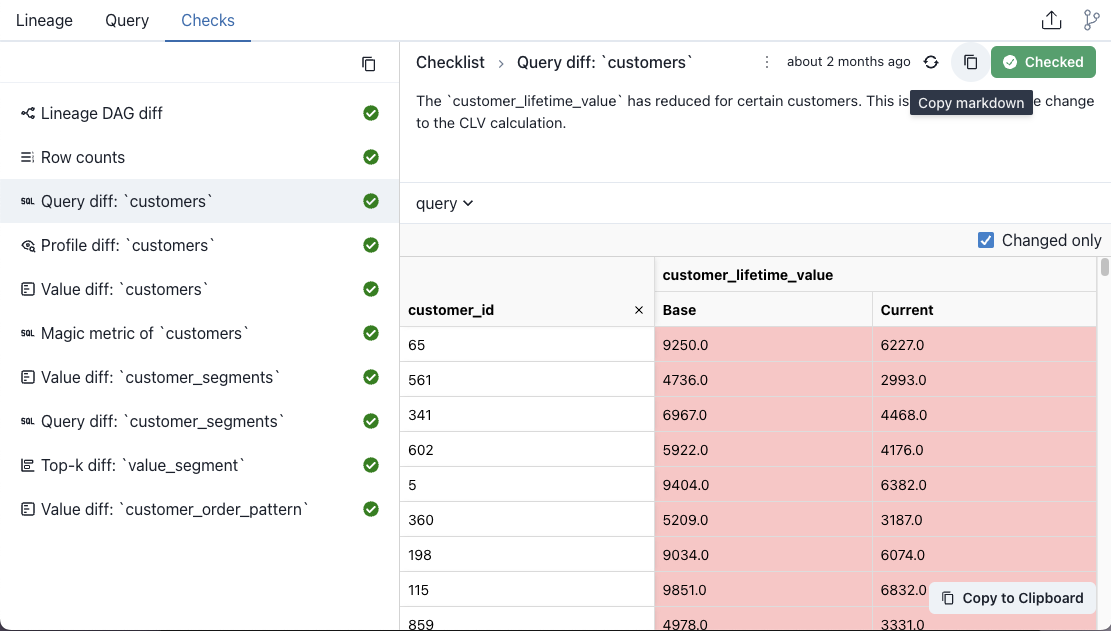 Lineage Query Checks
Checklist › Query diff: `customers` about 2 months ago Checked
The `customer_lifetime_value` has reduced for certain customers. This is e change
Copy markdown
to the CLV calculation.
Lineage DAG diff
Row counts
SQL Query diff: `customers`
Profile diff: `customers`
Value diff: `customers`
SQL Magic metric of `customers`
Value diff: `customer_segments`
SQL Query diff: `customer_segments`
Top-k diff: `value_segment`
Value diff: `customer_order_pattern`
query
Changed only
customer_lifetime_value
customer_id × Base Current
65 9250.0 6227.0
561 4736.0 2993.0
341 6967.0 4468.0
602 5922.0 4176.0
5 9404.0 6382.0
360 5209.0 3187.0
198 9034.0 6074.0
115 9851.0 6832.0
Copy to Clipboard
859 4978.0 3331.0